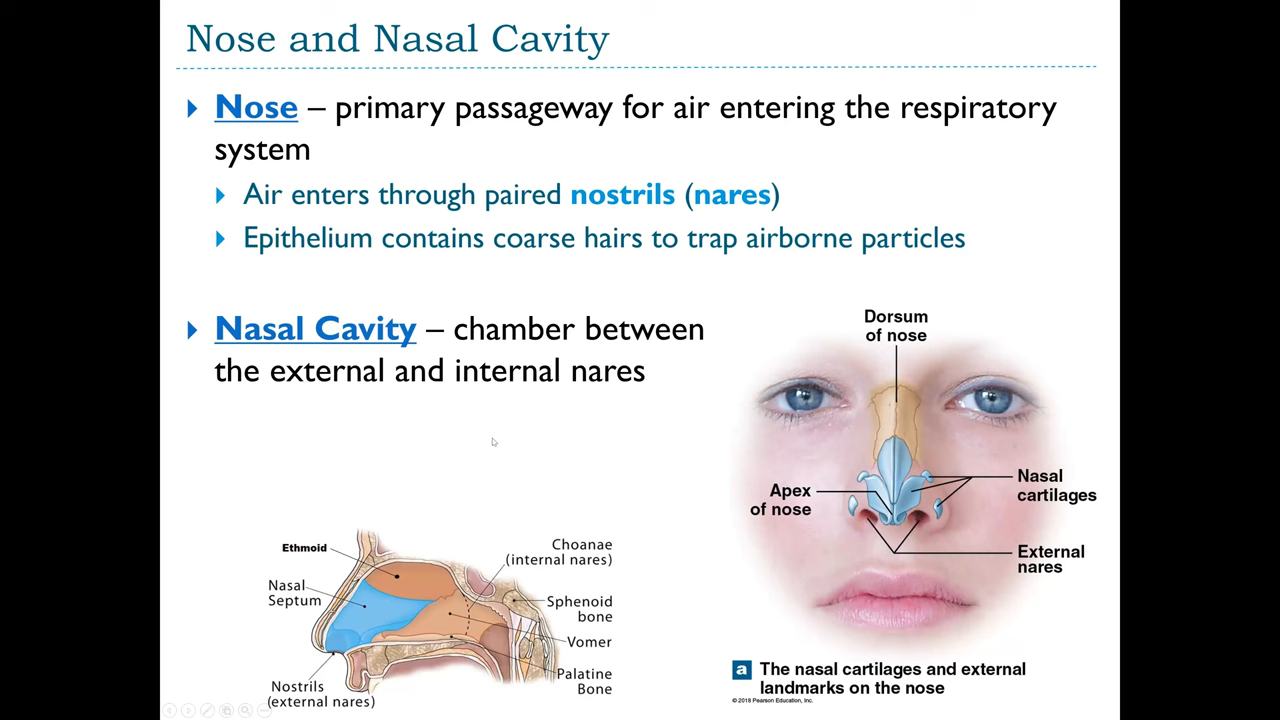 Nose and Nasal Cavity
Nose – primary passageway for air entering the respiratory
system
Air enters through paired nostrils (nares)
Epithelium contains coarse hairs to trap airborne particles
Nasal Cavity – chamber between
the external and internal nares
Dorsum
of nose
Apex
of nose
Nasal
cartilages
External
nares
a The nasal cartilages and external
landmarks on the nose
© 2018 Pearson Education, Inc.
Ethmoid
Nasal
Septum
Nostrils
(external nares)
Choanae
(internal nares)
Sphenoid
bone
Vomer
Palatine
Bone